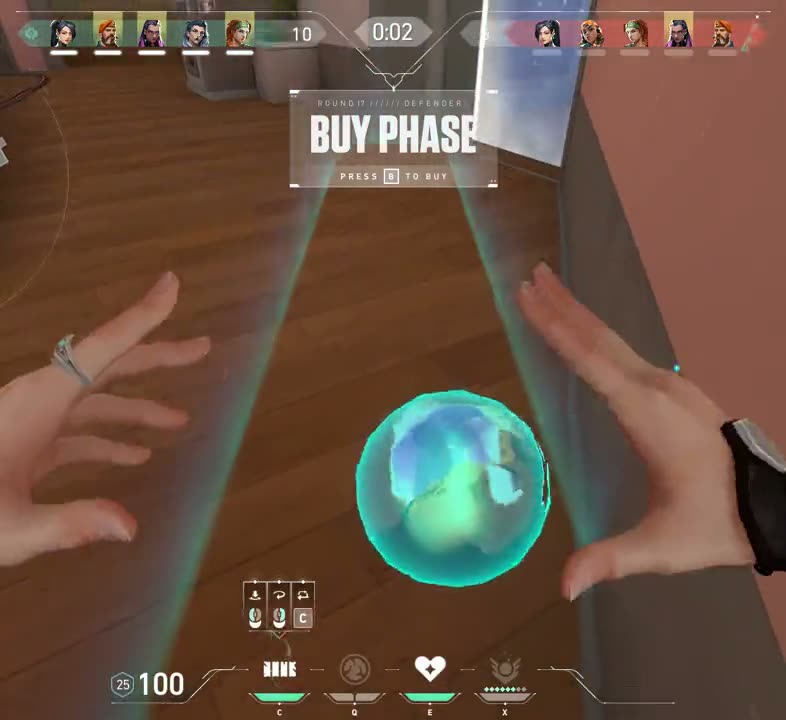 10
0:02
ROUND 17 ////// DEFENDER
BUY PHASE
PRESS B TO BUY
C
25 100
C
Q
E
X